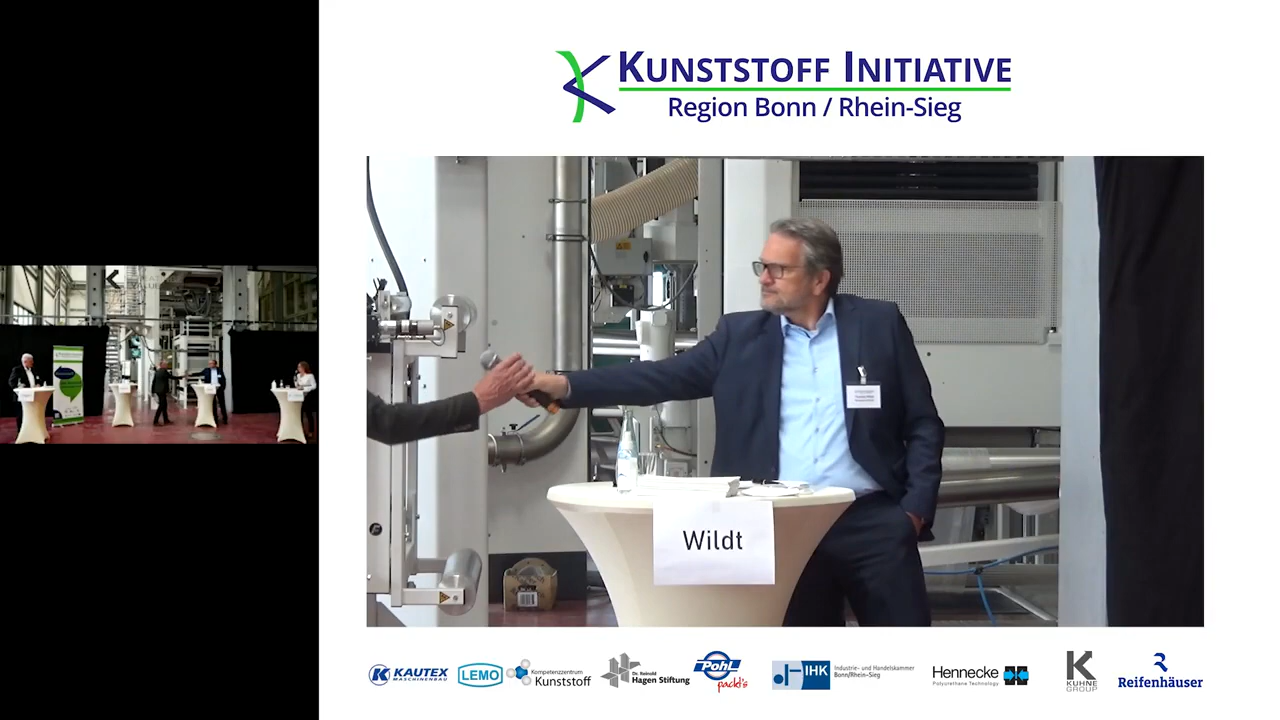 KUNSTSTOFF INITIATIVE
Region Bonn / Rhein-Sieg
Wildt
KAUTEX
MASCHINENBAU
LEMO
Kompetenzzentrum
Kunststoff
Dr. Reinold
Hagen Stiftung
POHL
packt's
IHK
Industrie- und Handelskammer
Bonn/Rhein-Sieg
Hennecke
Polyurethane Technology
K
KUHNE
GROUP
Reifenhäuser